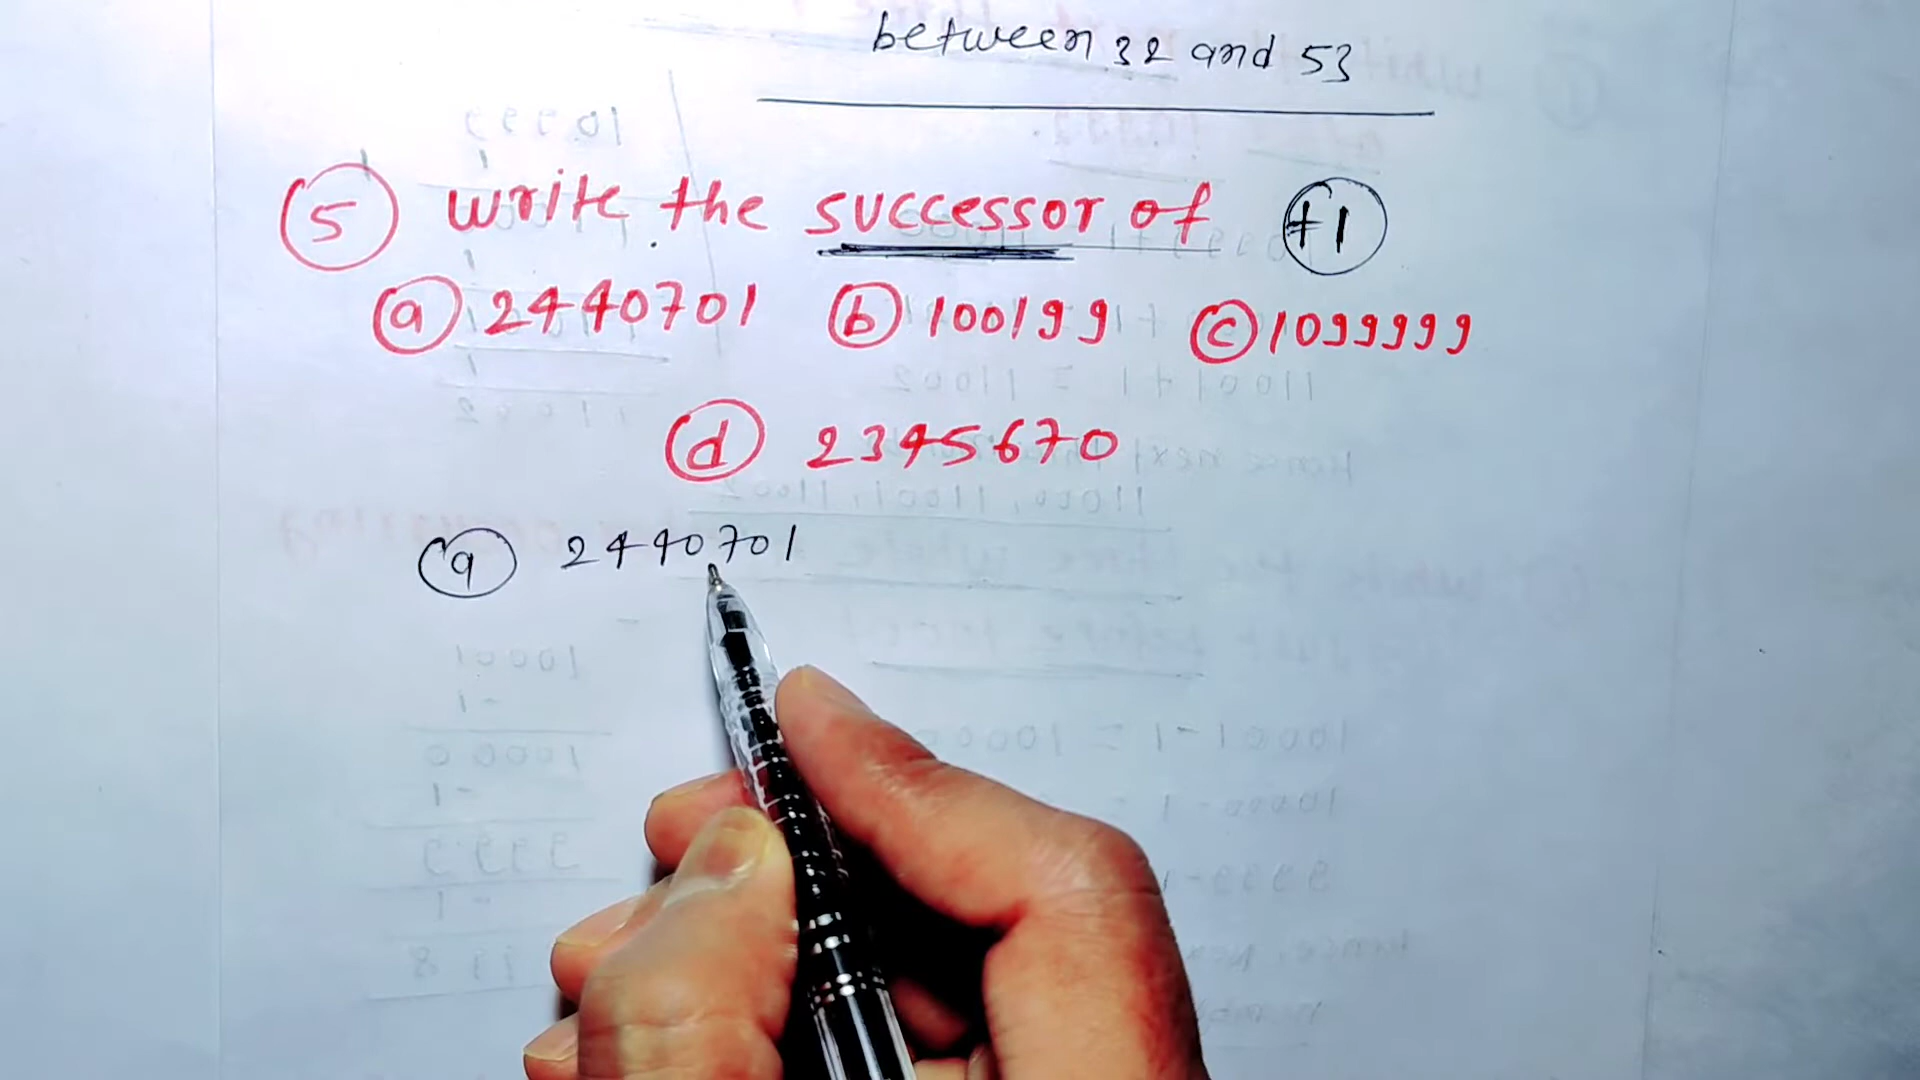 between 32 and 53
5 Write the successor of +1
a 2440701 b 100199 c 1099999
d 2345670
a 2440701